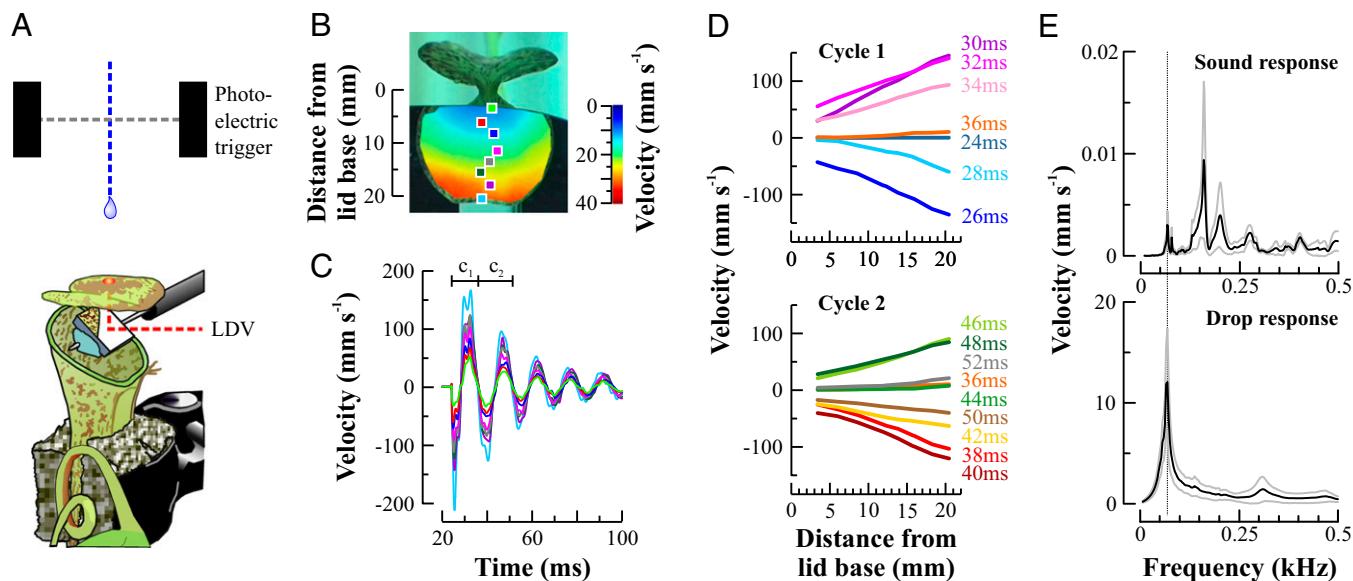 A
Photo-
electric
trigger
LDV
B
Distance from
lid base (mm)
0
10
20
0
20
40
Velocity (mm s⁻¹)
C
c₁
c₂
Velocity (mm s⁻¹)
200
100
0
-100
-200
20
60
100
Time (ms)
D
Cycle 1
Velocity (mm s⁻¹)
100
0
-100
0
5
10
15
20
30ms
32ms
34ms
36ms
24ms
28ms
26ms
Cycle 2
100
0
-100
0
5
10
15
20
46ms
48ms
52ms
36ms
44ms
50ms
42ms
38ms
40ms
Distance from
lid base (mm)
E
Sound response
Velocity (mm s⁻¹)
0.02
0.01
0
0
0.25
0.5
Drop response
20
10
0
0
0.25
0.5
Frequency (kHz)